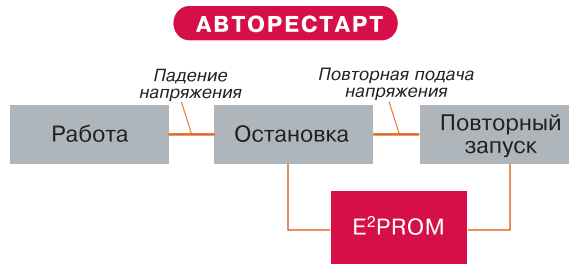 АВТОРЕСТАРТ
Падение
напряжения
Повторная подача
напряжения
Работа
Остановка
Повторный
запуск
E²PROM